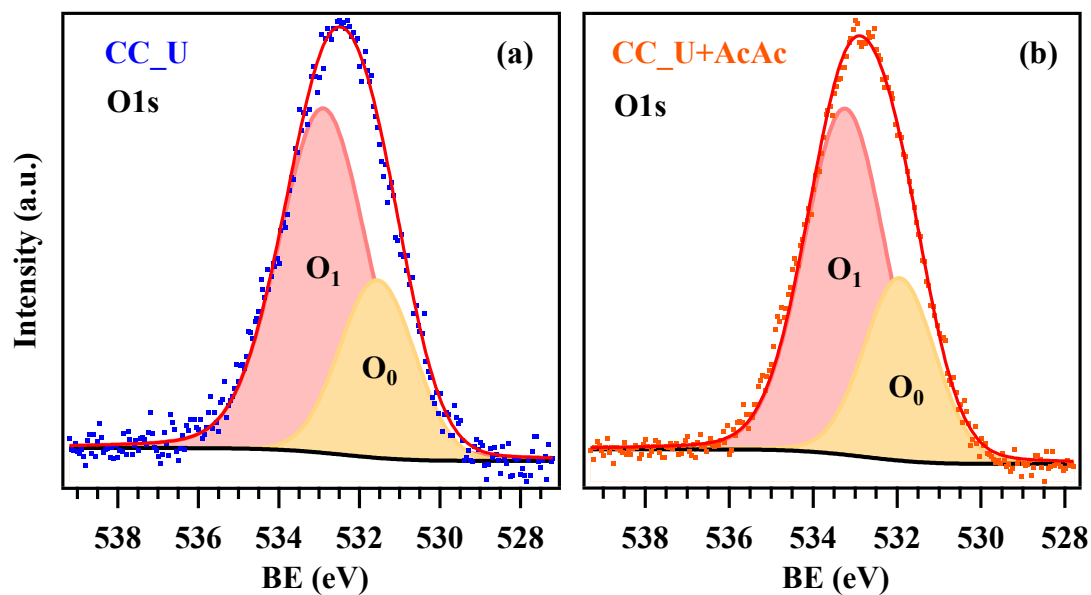 CC_U
(a)
O1s
O₁
O₀
Intensity (a.u.)
538 536 534 532 530 528
BE (eV)
CC_U+AcAc
(b)
O1s
O₁
O₀
538 536 534 532 530 528
BE (eV)